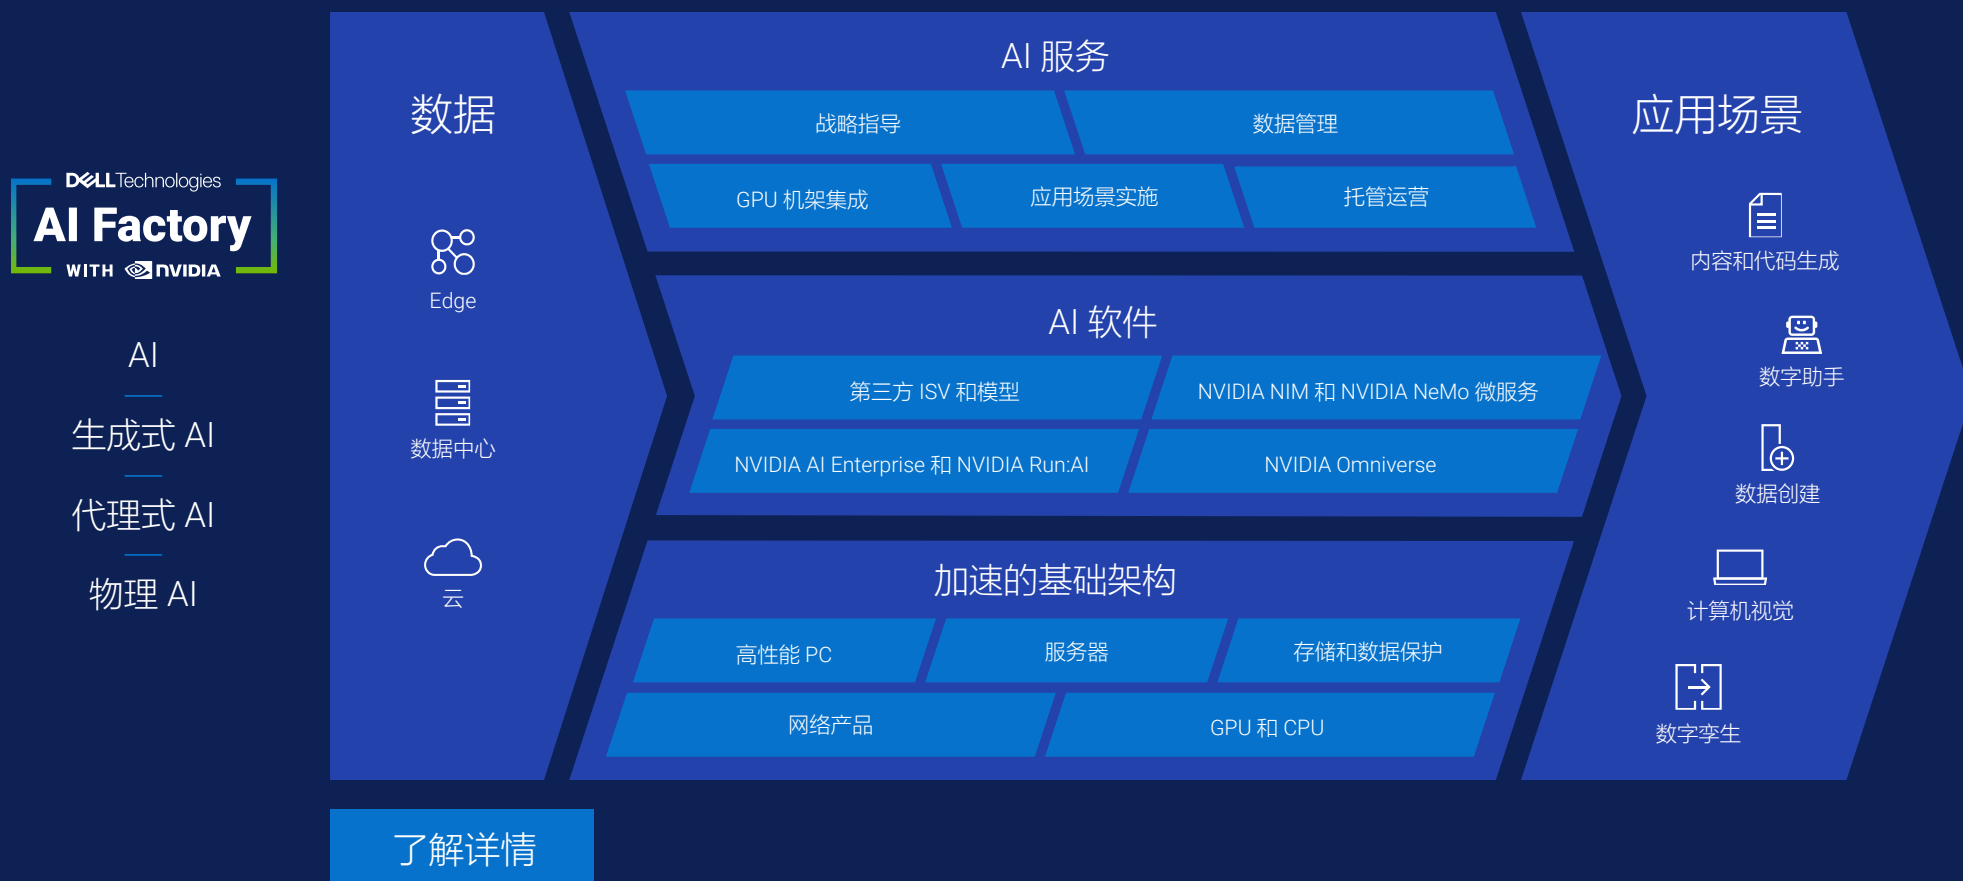 DELLTechnologies
AI Factory
WITH NVIDIA
AI
生成式 AI
代理式 AI
物理 AI
数据
Edge
数据中心
云
AI 服务
战略指导
数据管理
GPU 机架集成
应用场景实施
托管运营
AI 软件
第三方 ISV 和模型
NVIDIA NIM 和 NVIDIA NeMo 微服务
NVIDIA AI Enterprise 和 NVIDIA Run:AI
NVIDIA Omniverse
加速的基础架构
高性能 PC
服务器
存储和数据保护
网络产品
GPU 和 CPU
应用场景
内容和代码生成
数字助手
数据创建
计算机视觉
数字孪生
了解详情